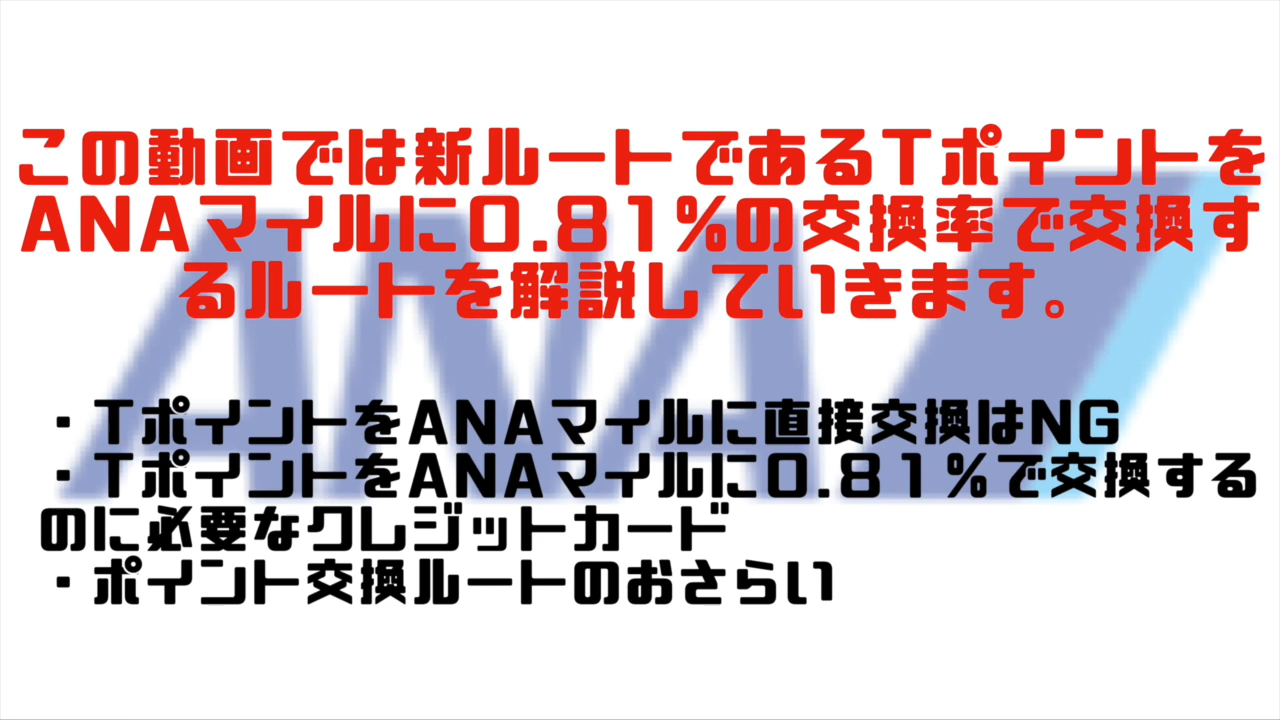 この動画では新ルートであるTポイントを
ANAマイルに0.81%の交換率で交換す
るルートを解説していきます。
・TポイントをANAマイルに直接交換はNG
・TポイントをANAマイルに0.81%で交換する
のに必要なクレジットカード
・ポイント交換ルートのおさらい
ANA